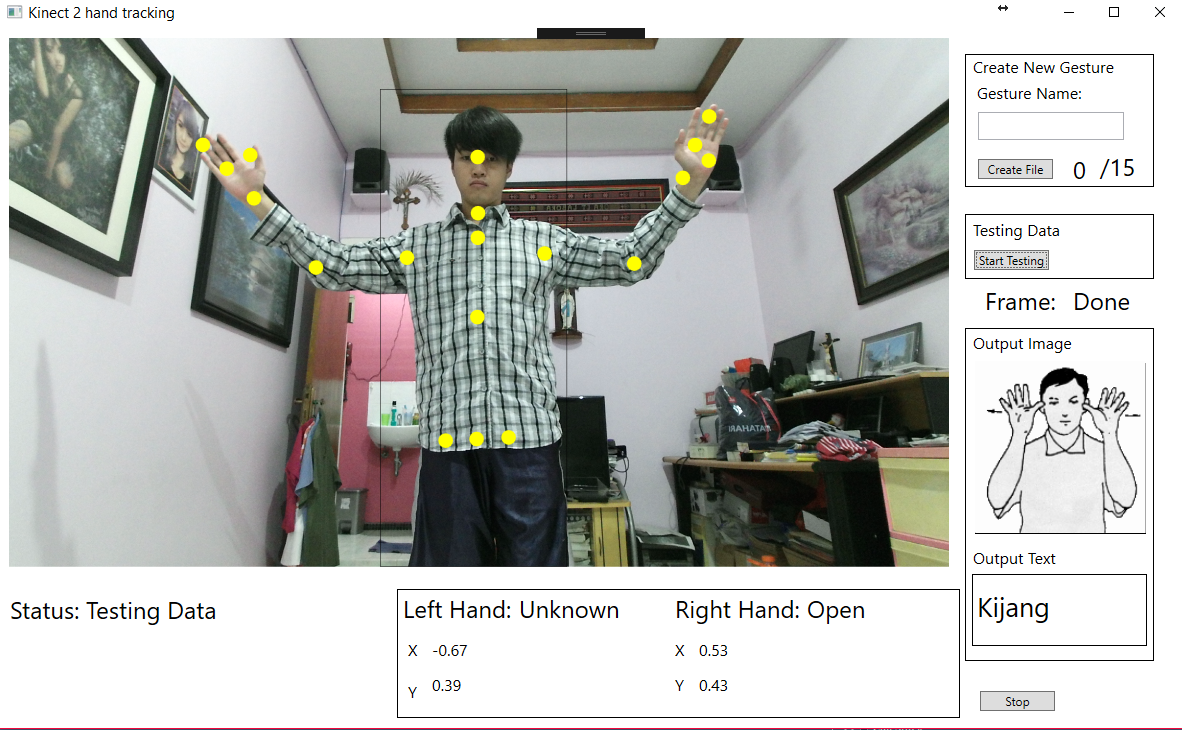 Kinect 2 hand tracking
Create New Gesture
Gesture Name:
Create File 0 /15
Testing Data
Start Testing
Frame: Done
Output Image
Output Text
Kijang
Stop
Status: Testing Data
Left Hand: Unknown Right Hand: Open
X -0.67 X 0.53
Y 0.39 Y 0.43